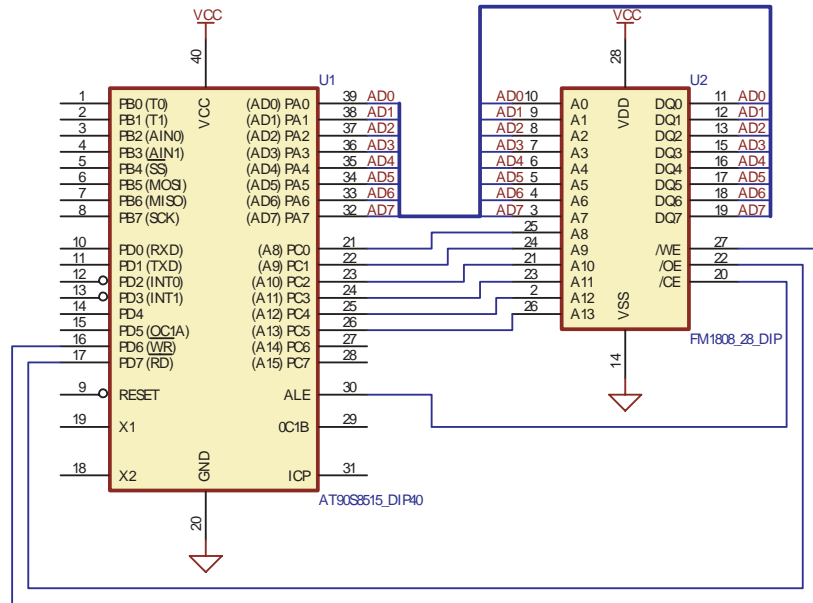 VCC
VCC
40
28
U1
U2
1 PB0 (T0) (AD0) PA0 39 AD0
2 PB1 (T1) (AD1) PA1 38 AD1
3 PB2 (AIN0) (AD2) PA2 37 AD2
4 PB3 (AIN1) (AD3) PA3 36 AD3
5 PB4 (SS) (AD4) PA4 35 AD4
6 PB5 (MOSI) (AD5) PA5 34 AD5
7 PB6 (MISO) (AD6) PA6 33 AD6
8 PB7 (SCK) (AD7) PA7 32 AD7
VCC
10 PD0 (RXD) (A8) PC0 21
11 PD1 (TXD) (A9) PC1 22
12 PD2 (INT0) (A10) PC2 23
13 PD3 (INT1) (A11) PC3 24
14 PD4 (A12) PC4 25
15 PD5 (OC1A) (A13) PC5 26
16 PD6 (WR) (A14) PC6 27
17 PD7 (RD) (A15) PC7 28
9 RESET ALE 30
19 X1 0C1B 29
18 X2 ICP 31
GND
AT90S8515_DIP40
20
AD0 10 A0 DQ0 11 AD0
AD1 9 A1 DQ1 12 AD1
AD2 8 A2 DQ2 13 AD2
AD3 7 A3 DQ3 15 AD3
AD4 6 A4 DQ4 16 AD4
AD5 5 A5 DQ5 17 AD5
AD6 4 A6 DQ6 18 AD6
AD7 3 A7 DQ7 19 AD7
VDD
25 A8
24 A9 /WE 27
21 A10 /OE 22
23 A11 /CE 20
2 A12
26 A13
VSS
FM1808_28_DIP
14